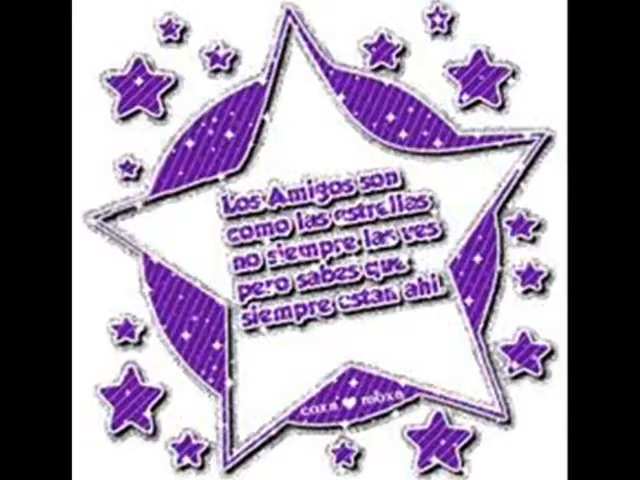 Los Amigos son
como las estrellas
no siempre las ves
pero sabes que
siempre estan ahi!